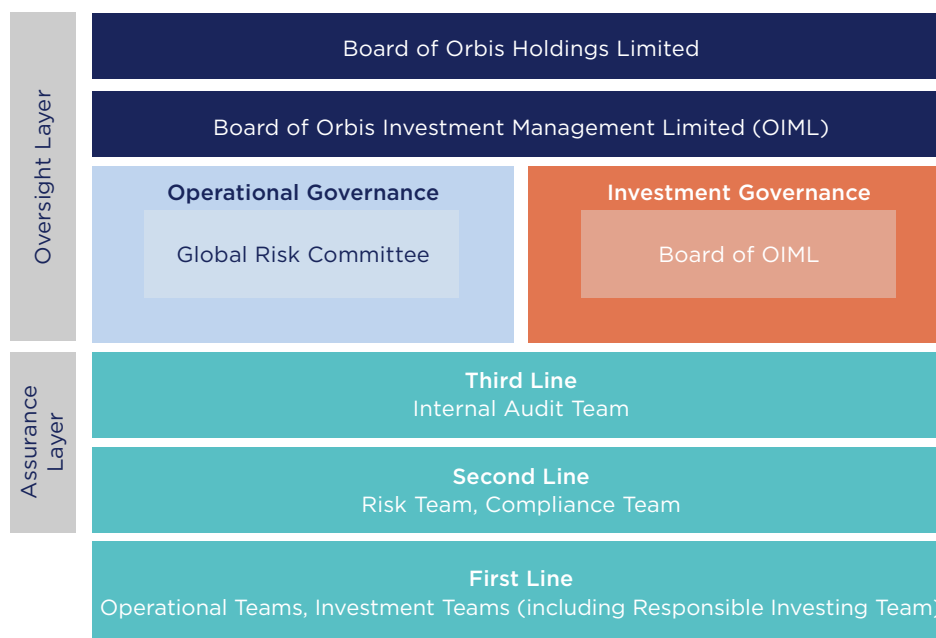 Oversight Layer
Board of Orbis Holdings Limited
Board of Orbis Investment Management Limited (OIML)
Operational Governance
Global Risk Committee
Investment Governance
Board of OIML
Assurance
Layer
Third Line
Internal Audit Team
Second Line
Risk Team, Compliance Team
First Line
Operational Teams, Investment Teams (including Responsible Investing Team)